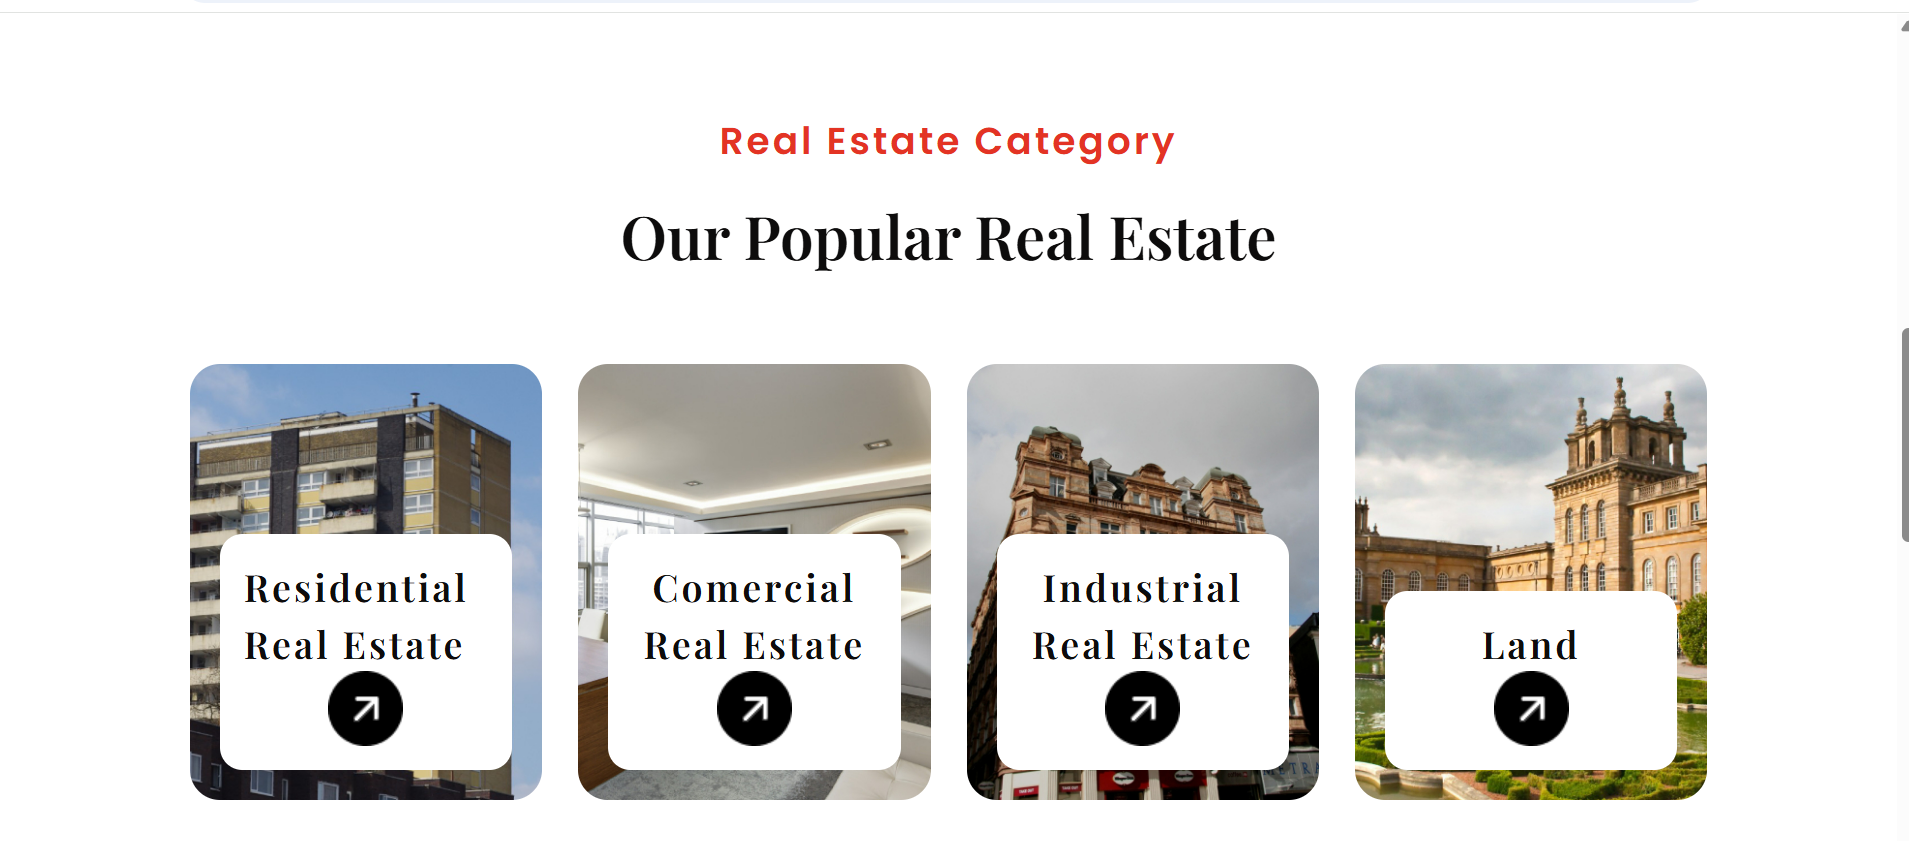 Real Estate Category
Our Popular Real Estate
Residential
Real Estate
Comercial
Real Estate
Industrial
Real Estate
Land